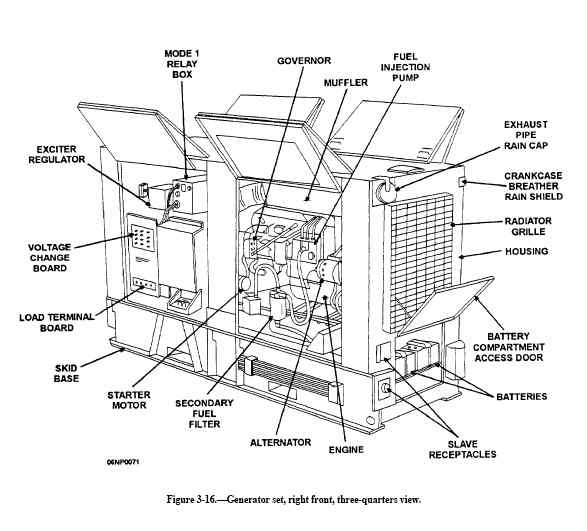 MODE 1
RELAY
BOX
GOVERNOR
MUFFLER
FUEL
INJECTION
PUMP
EXHAUST
PIPE
RAIN CAP
EXCITER
REGULATOR
CRANKCASE
BREATHER
RAIN SHIELD
RADIATOR
GRILLE
VOLTAGE
CHANGE
BOARD
HOUSING
LOAD TERMINAL
BOARD
BATTERY
COMPARTMENT
ACCESS DOOR
SKID
BASE
STARTER
MOTOR
SECONDARY
FUEL
FILTER
BATTERIES
ALTERNATOR
ENGINE
SLAVE
RECEPTACLES
06NP0071
Figure 3-16.—Generator set, right front, three-quarters view.